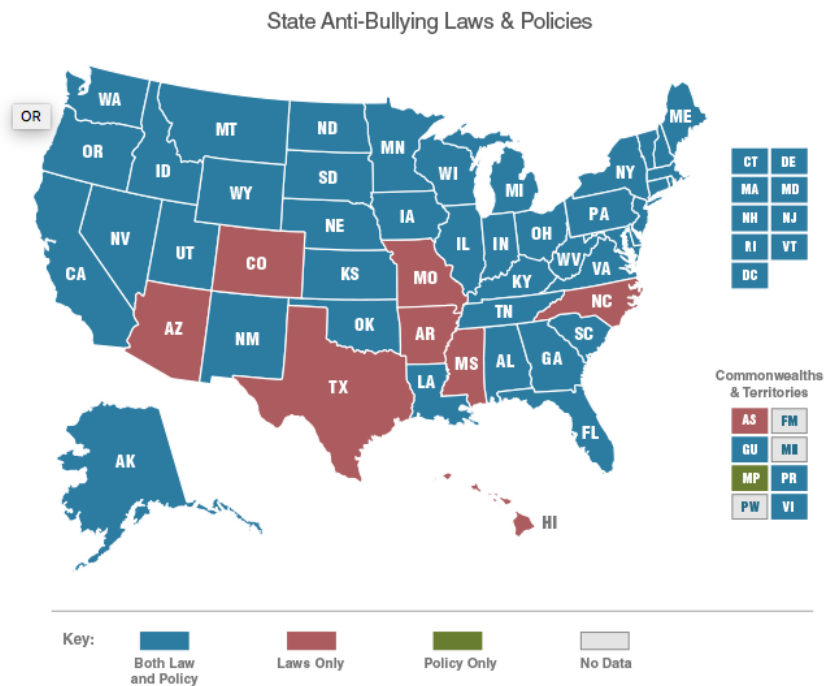 State Anti-Bullying Laws & Policies
OR
WA
MT
ND
MN
ME
OR
ID
SD
WI
NY
MI
WY
CT DE
IA
NE
PA
MA MD
NV
UT
IL
IN
OH
NH NJ
CO
KS
MO
WV
VA
RI VT
CA
KY
DC
AZ
NM
OK
AR
TN
NC
SC
TX
LA
MS
AL
GA
Commonwealths
& Territories
FL
AS FM
GU
AK
MP PR
PW VI
HI
Key:
Both Law
and Policy
Laws Only
Policy Only
No Data